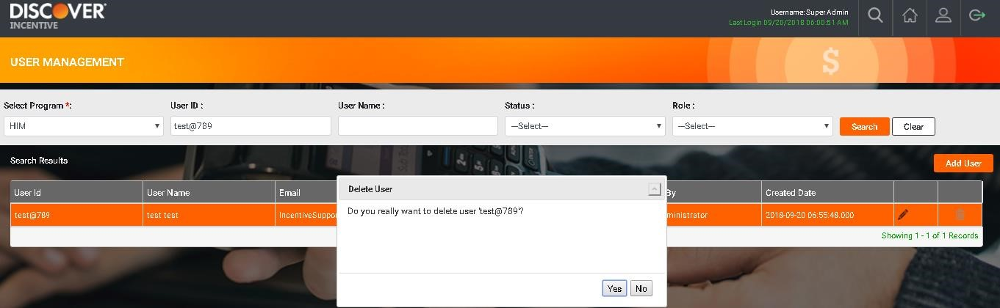 DISCOVER
INCENTIVE
Username: Super Admin
Last Login 09/20/2018 06:00:51 AM
USER MANAGEMENT
$
Select Program *: User ID : User Name : Status : Role :
HIM test@789 ---Select--- ---Select--- Search Clear
Search Results Add User
User Id User Name Email By Created Date
test@789 test test IncentiveSuppo ministrator 2018-09-20 06:55:48.000
Showing 1 - 1 of 1 Records
Delete User
Do you really want to delete user 'test@789'?
Yes No